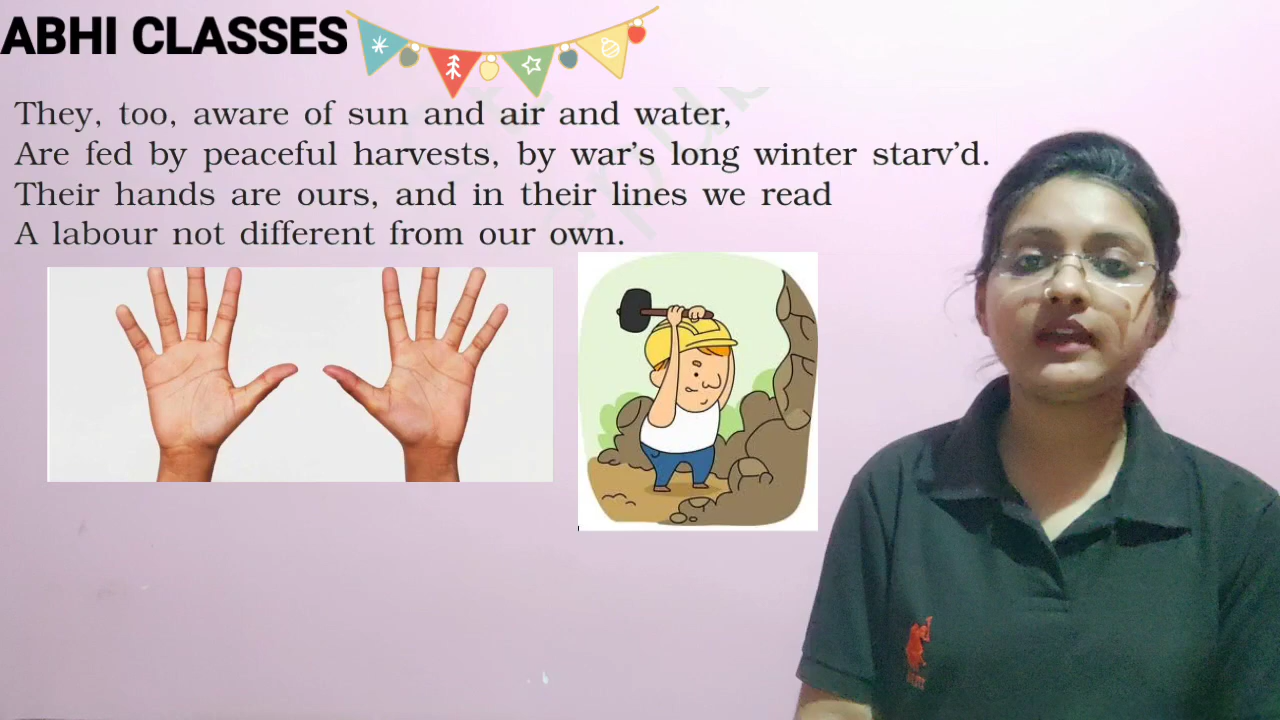 ABHI CLASSES
They, too, aware of sun and air and water,
Are fed by peaceful harvests, by war's long winter starv'd.
Their hands are ours, and in their lines we read
A labour not different from our own.